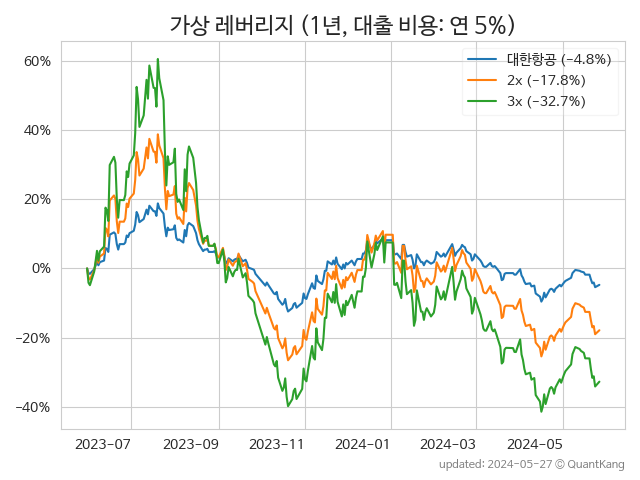 가상 레버리지 (1년, 대출 비용: 연 5%)
대한항공 (−4.8%)
2x (−17.8%)
3x (−32.7%)
60%
40%
20%
0%
−20%
−40%
2023-07 2023-09 2023-11 2024-01 2024-03 2024-05
updated: 2024-05-27 © QuantKang